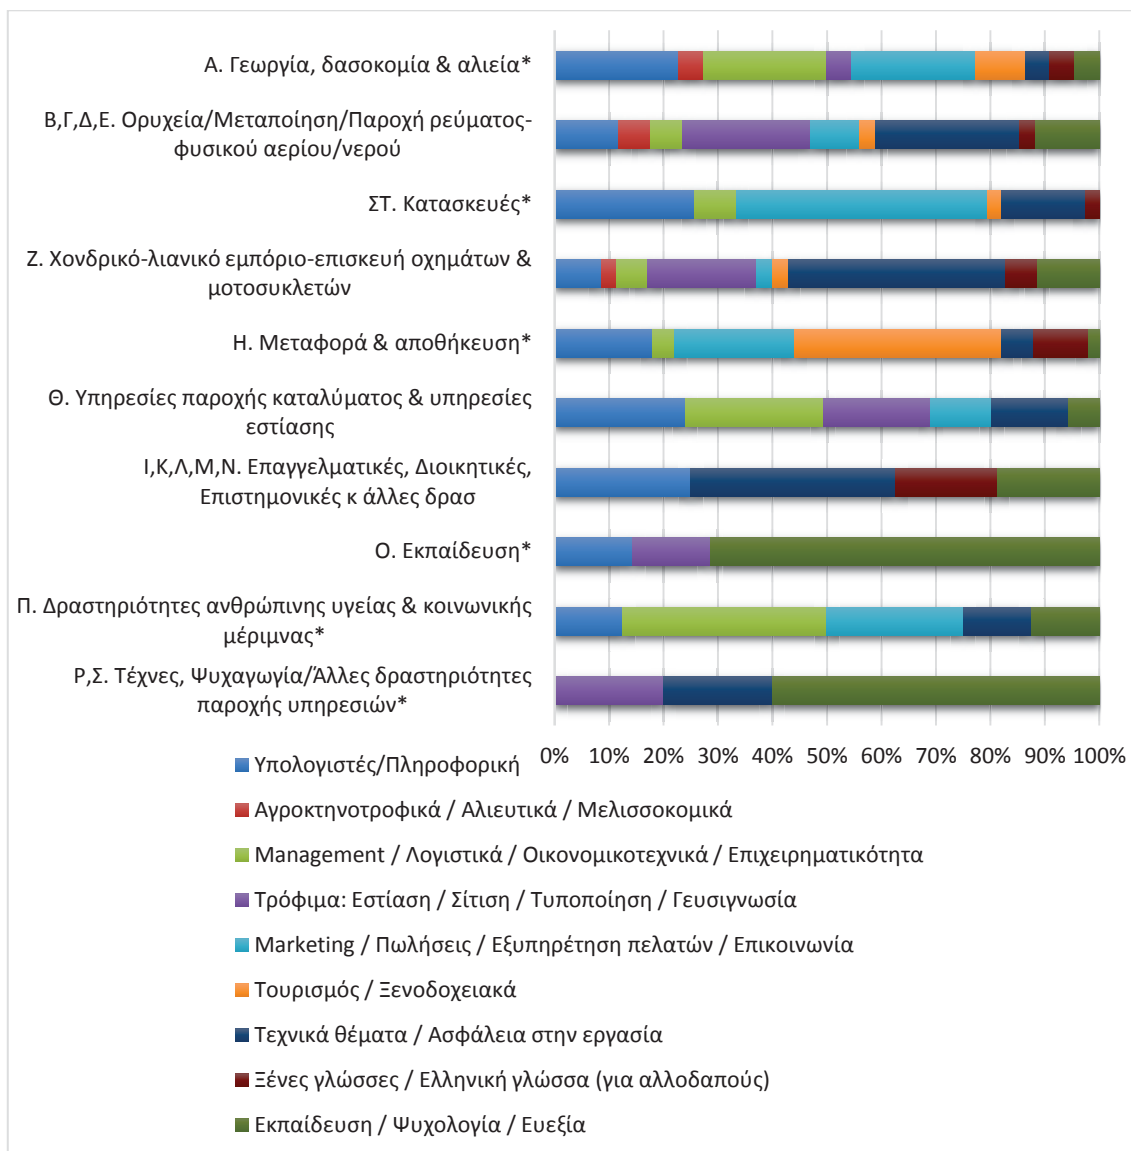 Α. Γεωργία, δασοκομία & αλιεία*
Β,Γ,Δ,Ε. Ορυχεία/Μεταποίηση/Παροχή ρεύματος-
φυσικού αερίου/νερού
ΣΤ. Κατασκευές*
Ζ. Χονδρικό-λιανικό εμπόριο-επισκευή οχημάτων &
μοτοσυκλετών
Η. Μεταφορά & αποθήκευση*
Θ. Υπηρεσίες παροχής καταλύματος & υπηρεσίες
εστίασης
Ι,Κ,Λ,Μ,Ν. Επαγγελματικές, Διοικητικές,
Επιστημονικές κ άλλες δρασ
Ο. Εκπαίδευση*
Π. Δραστηριότητες ανθρώπινης υγείας & κοινωνικής
μέριμνας*
Ρ,Σ. Τέχνες, Ψυχαγωγία/Άλλες δραστηριότητες
παροχής υπηρεσιών*
0% 10% 20% 30% 40% 50% 60% 70% 80% 90% 100%
Υπολογιστές/Πληροφορική
Αγροκτηνοτροφικά / Αλιευτικά / Μελισσοκομικά
Management / Λογιστικά / Οικονομικοτεχνικά / Επιχειρηματικότητα
Τρόφιμα: Εστίαση / Σίτιση / Τυποποίηση / Γευσιγνωσία
Marketing / Πωλήσεις / Εξυπηρέτηση πελατών / Επικοινωνία
Τουρισμός / Ξενοδοχειακά
Τεχνικά θέματα / Ασφάλεια στην εργασία
Ξένες γλώσσες / Ελληνική γλώσσα (για αλλοδαπούς)
Εκπαίδευση / Ψυχολογία / Ευεξία